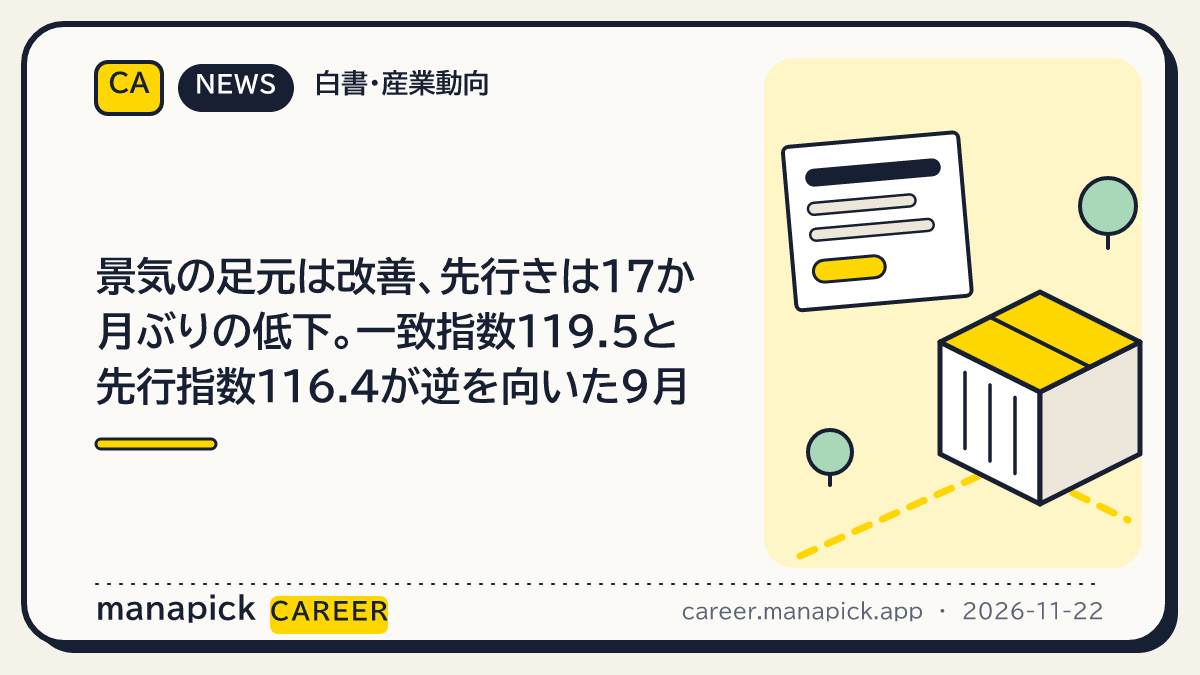 CA NEWS 白書・産業動向
景気の足元は改善、先行きは17か
月ぶりの低下。一致指数119.5と
先行指数116.4が逆を向いた9月
manapick CAREER career.manapick.app ・ 2026-11-22